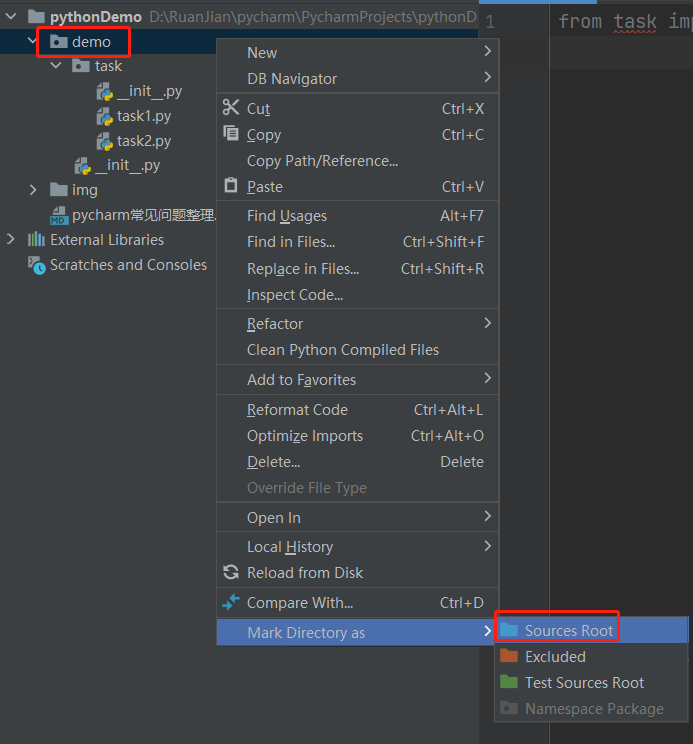 pythonDemo D:\RuanJian\pycharm\PycharmProjects\pythonD
1 from task imp
demo
task
__init__.py
task1.py
task2.py
__init__.py
img
pycharm常见问题整理.
External Libraries
Scratches and Consoles
New
DB Navigator
Cut Ctrl+X
Copy Ctrl+C
Copy Path/Reference...
Paste Ctrl+V
Find Usages Alt+F7
Find in Files... Ctrl+Shift+F
Replace in Files... Ctrl+Shift+R
Inspect Code...
Refactor
Clean Python Compiled Files
Add to Favorites
Reformat Code Ctrl+Alt+L
Optimize Imports Ctrl+Alt+O
Delete... Delete
Override File Type
Open In
Local History
Reload from Disk
Compare With... Ctrl+D
Mark Directory as
Sources Root
Excluded
Test Sources Root
Namespace Package